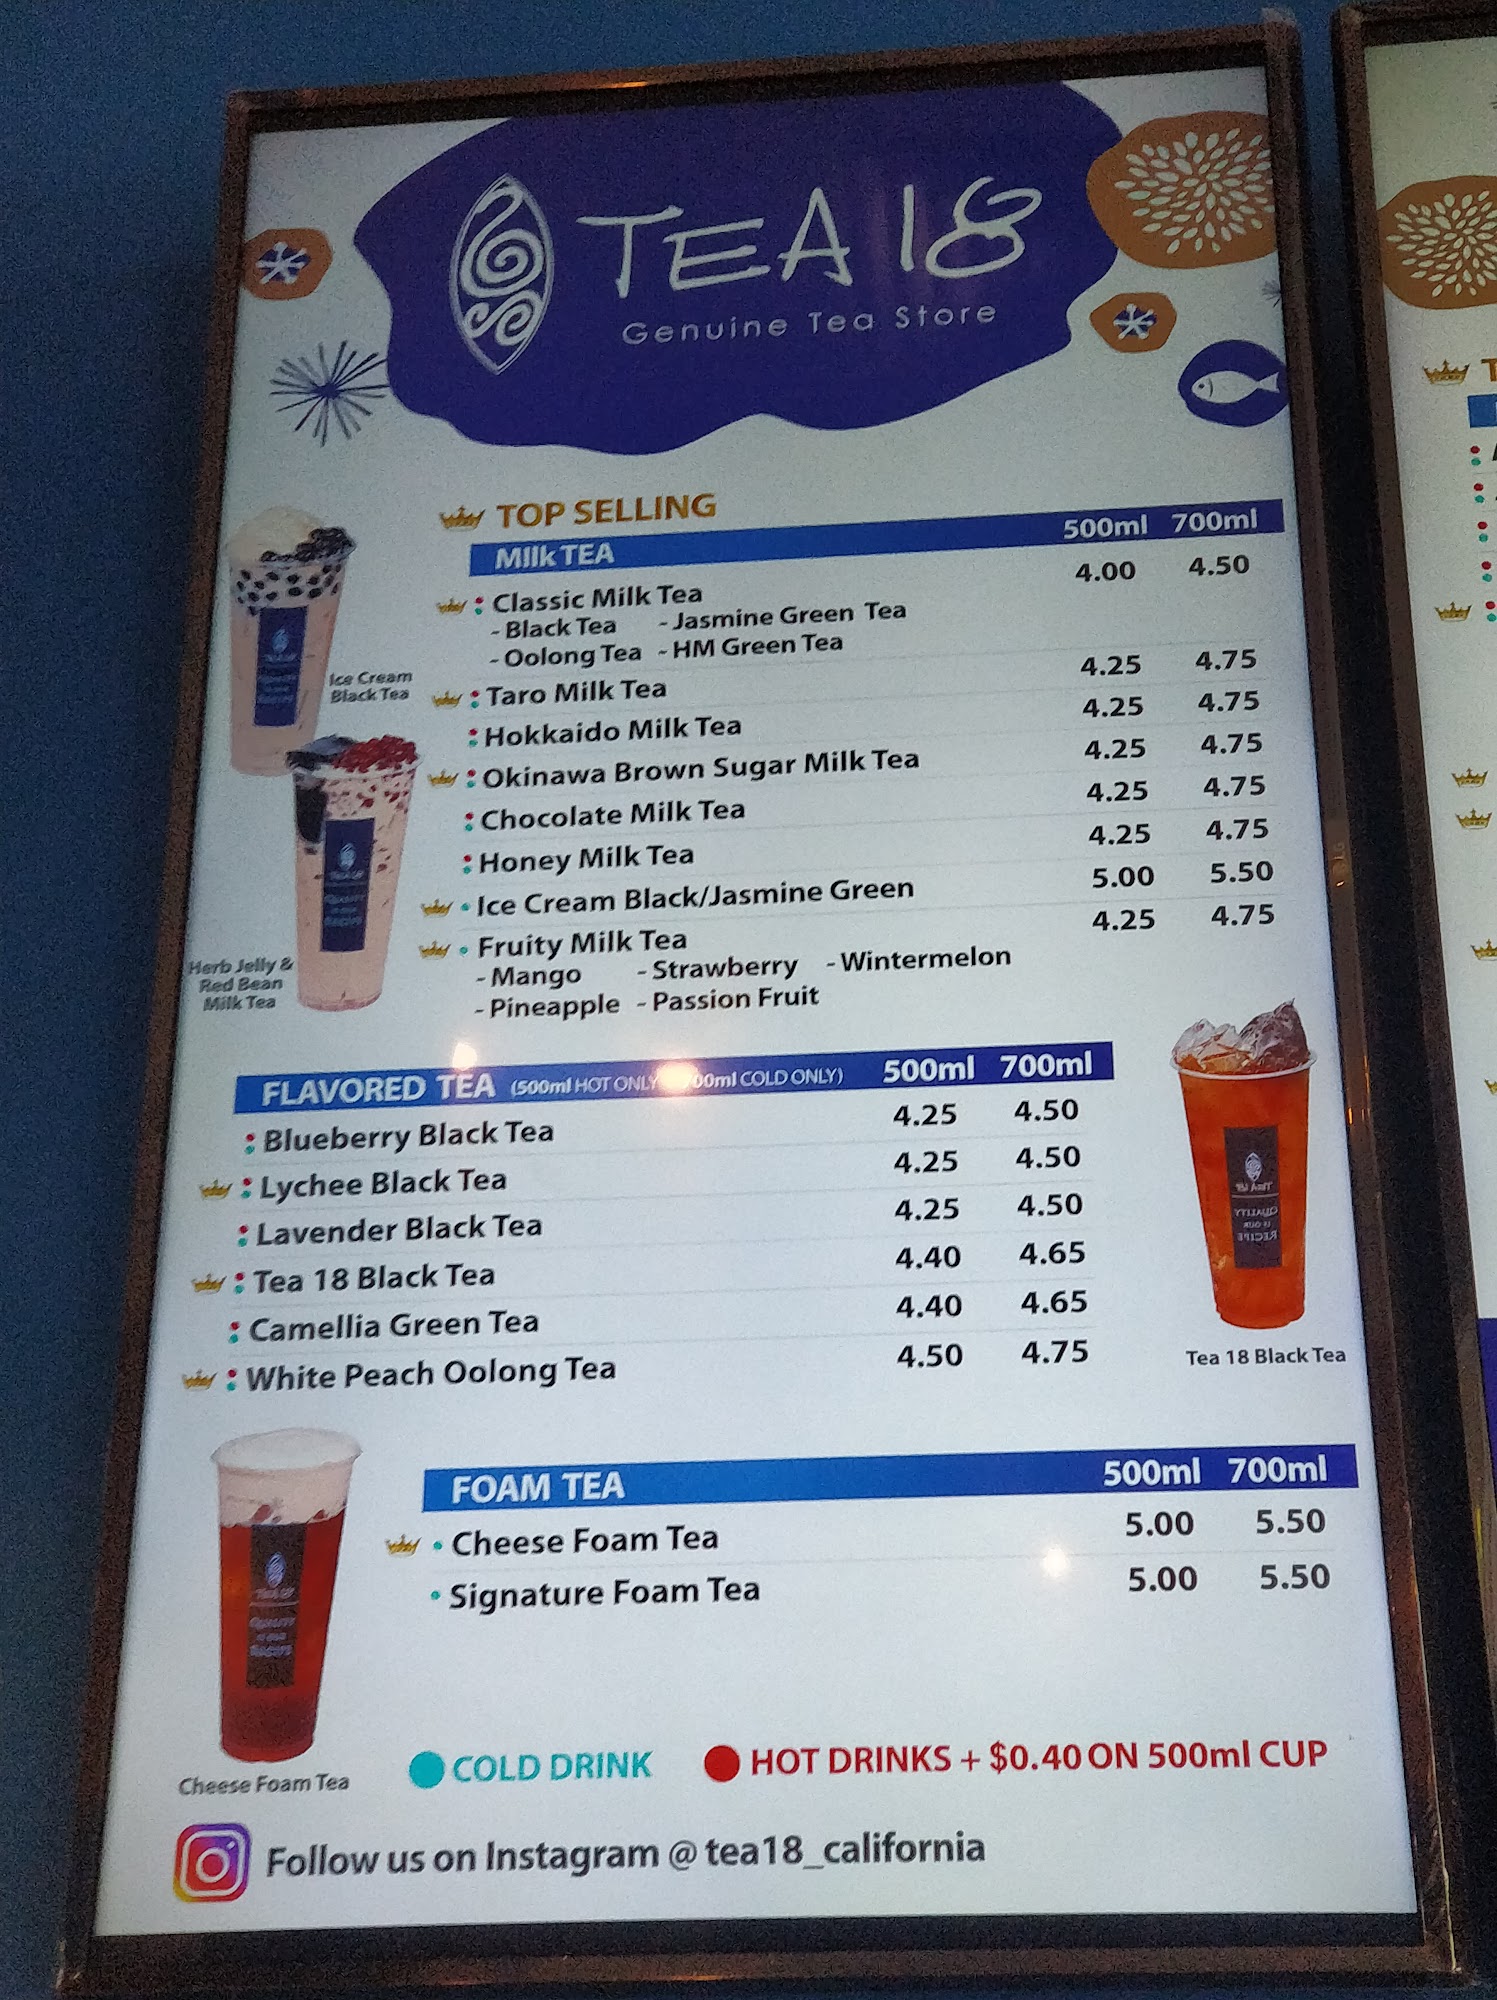 TEA 18
Genuine Tea Store
TOP SELLING
MIlk TEA 500ml 700ml
Classic Milk Tea 4.00 4.50
- Black Tea - Jasmine Green Tea
- Oolong Tea - HM Green Tea
Taro Milk Tea 4.25 4.75
Hokkaido Milk Tea 4.25 4.75
Okinawa Brown Sugar Milk Tea 4.25 4.75
Chocolate Milk Tea 4.25 4.75
Honey Milk Tea 4.25 4.75
Ice Cream Black/Jasmine Green 5.00 5.50
Fruity Milk Tea 4.25 4.75
- Mango - Strawberry - Wintermelon
- Pineapple - Passion Fruit
Ice Cream
Black Tea
Herb Jelly &
Red Bean
Milk Tea
FLAVORED TEA (500ml HOT ONLY 00ml COLD ONLY) 500ml 700ml
Blueberry Black Tea 4.25 4.50
Lychee Black Tea 4.25 4.50
Lavender Black Tea 4.25 4.50
Tea 18 Black Tea 4.40 4.65
Camellia Green Tea 4.40 4.65
White Peach Oolong Tea 4.50 4.75
Tea 18 Black Tea
FOAM TEA 500ml 700ml
Cheese Foam Tea 5.00 5.50
Signature Foam Tea 5.00 5.50
Cheese Foam Tea
COLD DRINK HOT DRINKS + $0.40 ON 500ml CUP
Follow us on Instagram @ tea18_california